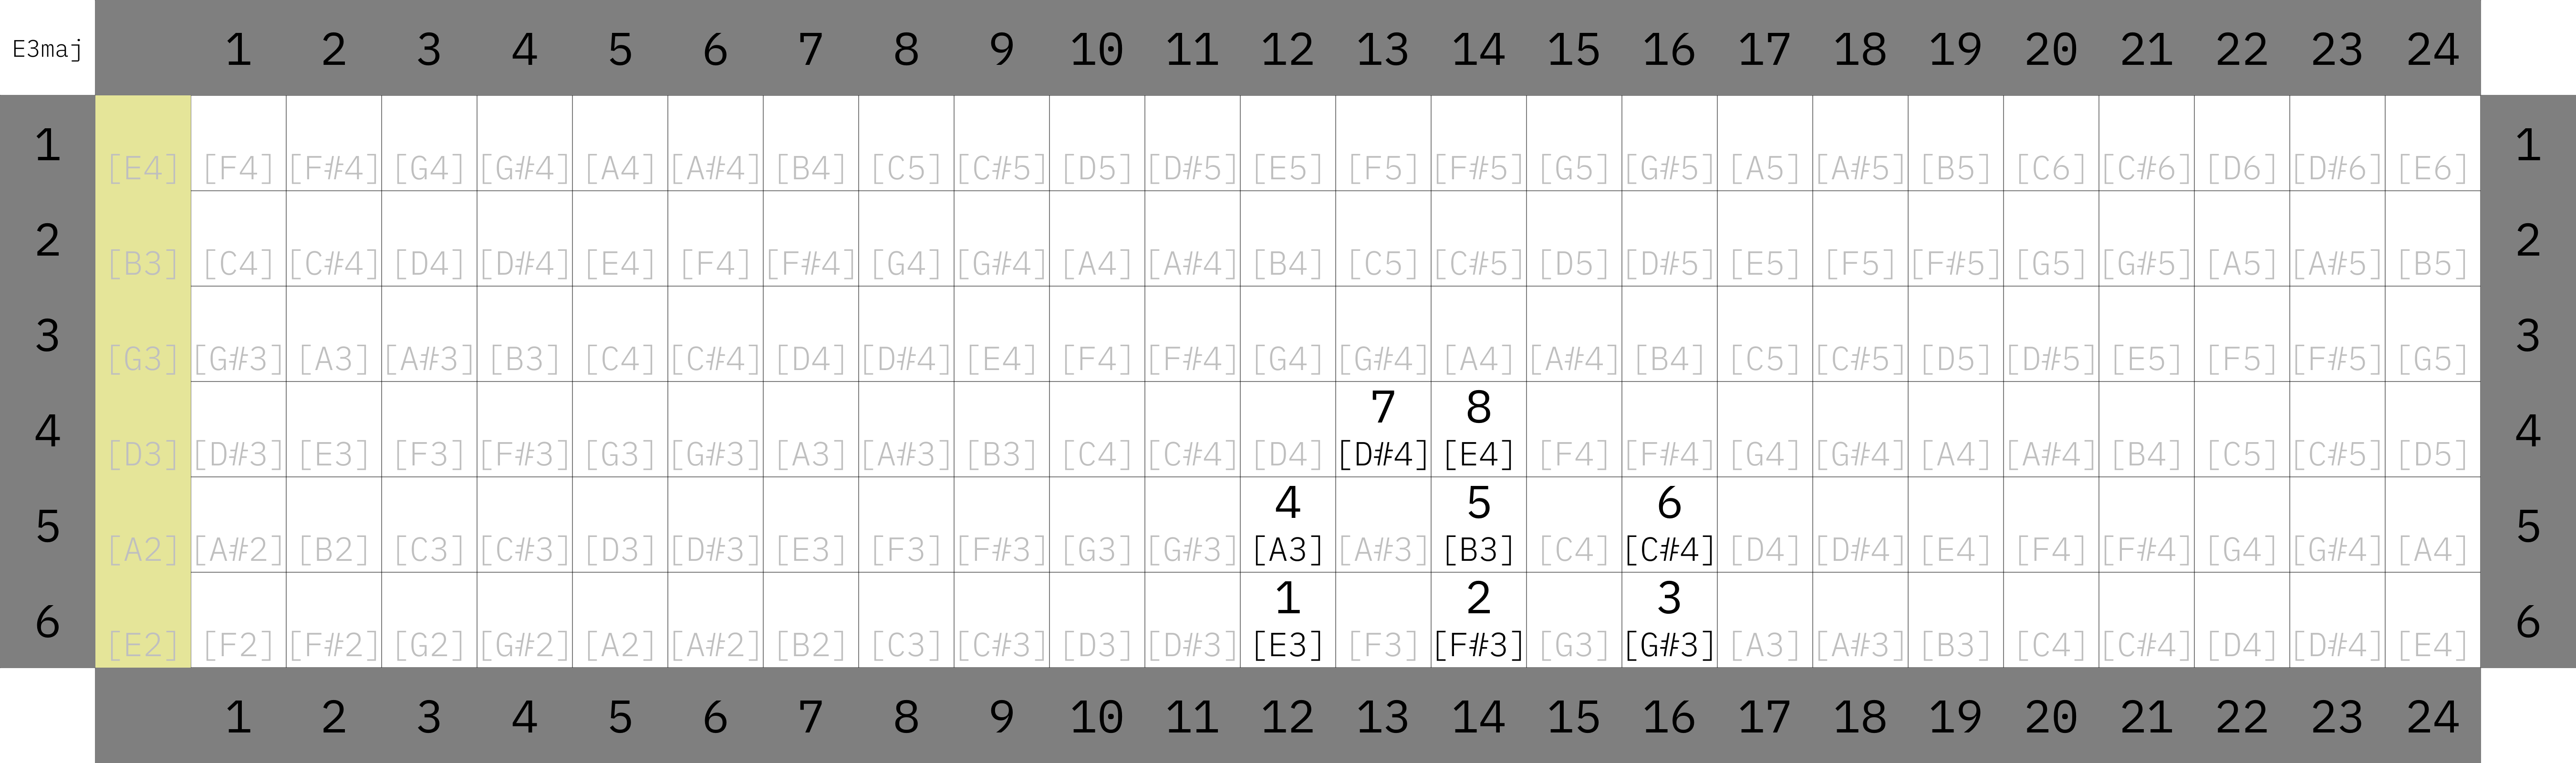 E3maj 1 2 3 4 5 6 7 8 9 10 11 12 13 14 15 16 17 18 19 20 21 22 23 24
1 [E4] [F4] [F#4] [G4] [G#4] [A4] [A#4] [B4] [C5] [C#5] [D5] [D#5] [E5] [F5] [F#5] [G5] [G#5] [A5] [A#5] [B5] [C6] [C#6] [D6] [D#6] [E6] 1
2 [B3] [C4] [C#4] [D4] [D#4] [E4] [F4] [F#4] [G4] [G#4] [A4] [A#4] [B4] [C5] [C#5] [D5] [D#5] [E5] [F5] [F#5] [G5] [G#5] [A5] [A#5] [B5] 2
3 [G3] [G#3] [A3] [A#3] [B3] [C4] [C#4] [D4] [D#4] [E4] [F4] [F#4] [G4] [G#4] [A4] [A#4] [B4] [C5] [C#5] [D5] [D#5] [E5] [F5] [F#5] [G5] 3
7 8
4 [D3] [D#3] [E3] [F3] [F#3] [G3] [G#3] [A3] [A#3] [B3] [C4] [C#4] [D4] [D#4] [E4] [F4] [F#4] [G4] [G#4] [A4] [A#4] [B4] [C5] [C#5] [D5] 4
4 5 6
5 [A2] [A#2] [B2] [C3] [C#3] [D3] [D#3] [E3] [F3] [F#3] [G3] [G#3] [A3] [A#3] [B3] [C4] [C#4] [D4] [D#4] [E4] [F4] [F#4] [G4] [G#4] [A4] 5
1 2 3
6 [E2] [F2] [F#2] [G2] [G#2] [A2] [A#2] [B2] [C3] [C#3] [D3] [D#3] [E3] [F3] [F#3] [G3] [G#3] [A3] [A#3] [B3] [C4] [C#4] [D4] [D#4] [E4] 6
1 2 3 4 5 6 7 8 9 10 11 12 13 14 15 16 17 18 19 20 21 22 23 24